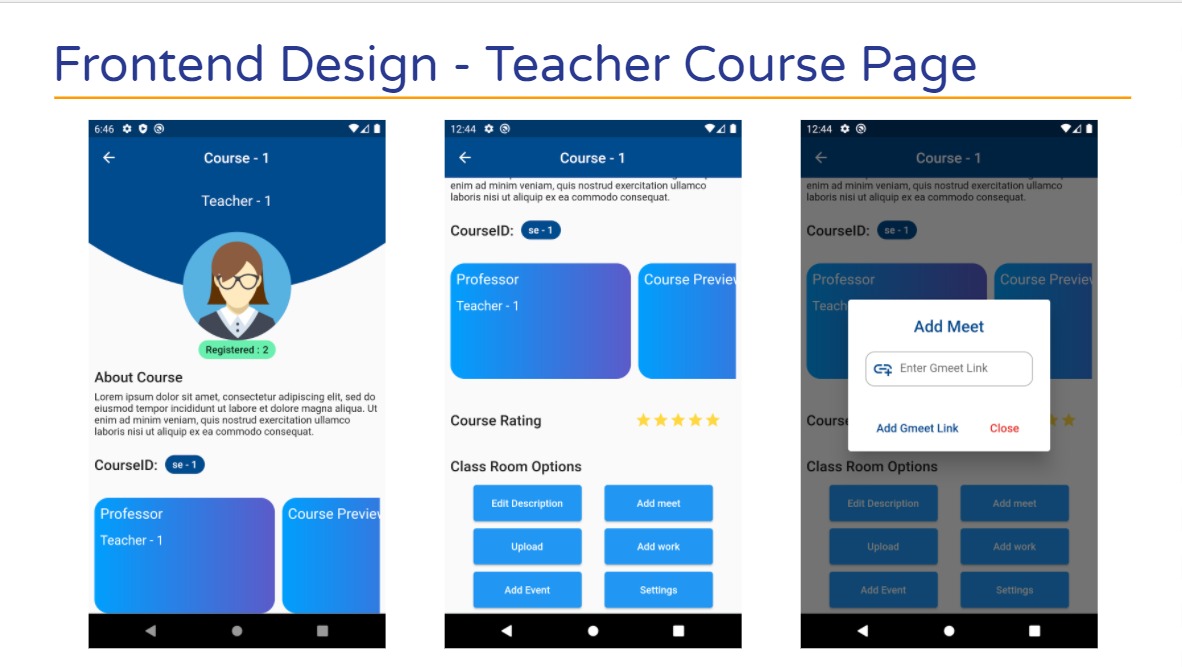 Frontend Design - Teacher Course Page
6:46
Course - 1
Teacher - 1
Registered : 2
About Course
Lorem ipsum dolor sit amet, consectetur adipiscing elit, sed do
eiusmod tempor incididunt ut labore et dolore magna aliqua. Ut
enim ad minim veniam, quis nostrud exercitation ullamco
laboris nisi ut aliquip ex ea commodo consequat.
CourseID: se - 1
Professor
Course Preview
Teacher - 1
12:44
Course - 1
enim ad minim veniam, quis nostrud exercitation ullamco
laboris nisi ut aliquip ex ea commodo consequat.
CourseID: se - 1
Professor
Course Preview
Teacher - 1
Course Rating
Class Room Options
Edit Description
Add meet
Upload
Add work
Add Event
Settings
12:44
Course - 1
enim ad minim veniam, quis nostrud exercitation ullamco
laboris nisi ut aliquip ex ea commodo consequat.
CourseID: se - 1
Professor
Course Preview
Teach
Add Meet
Enter Gmeet Link
Add Gmeet Link
Close
Course
Class Room Options
Edit Description
Add meet
Upload
Add work
Add Event
Settings